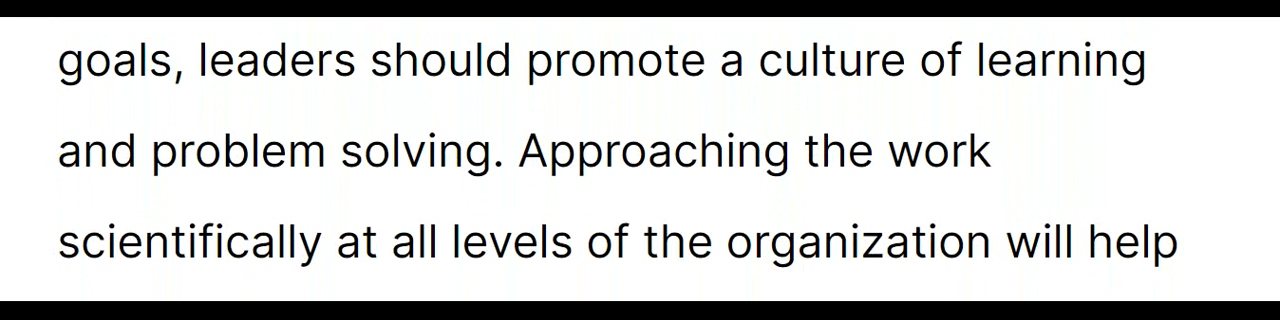 goals, leaders should promote a culture of learning
and problem solving. Approaching the work
scientifically at all levels of the organization will help